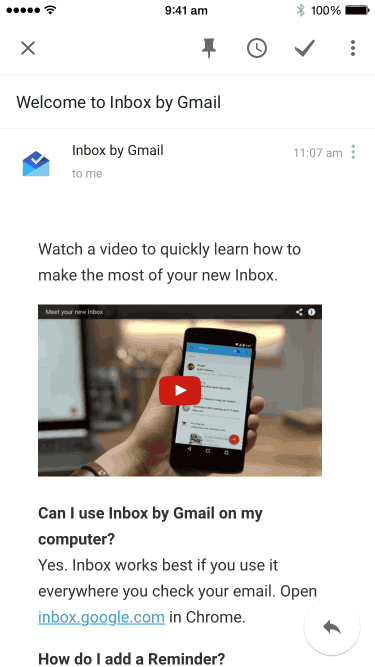 9:41 am
100%
Welcome to Inbox by Gmail
Inbox by Gmail
11:07 am
to me
Watch a video to quickly learn how to
make the most of your new Inbox.
Meet your new Inbox
Can I use Inbox by Gmail on my
computer?
Yes. Inbox works best if you use it
everywhere you check your email. Open
inbox.google.com in Chrome.
How do I add a Reminder?